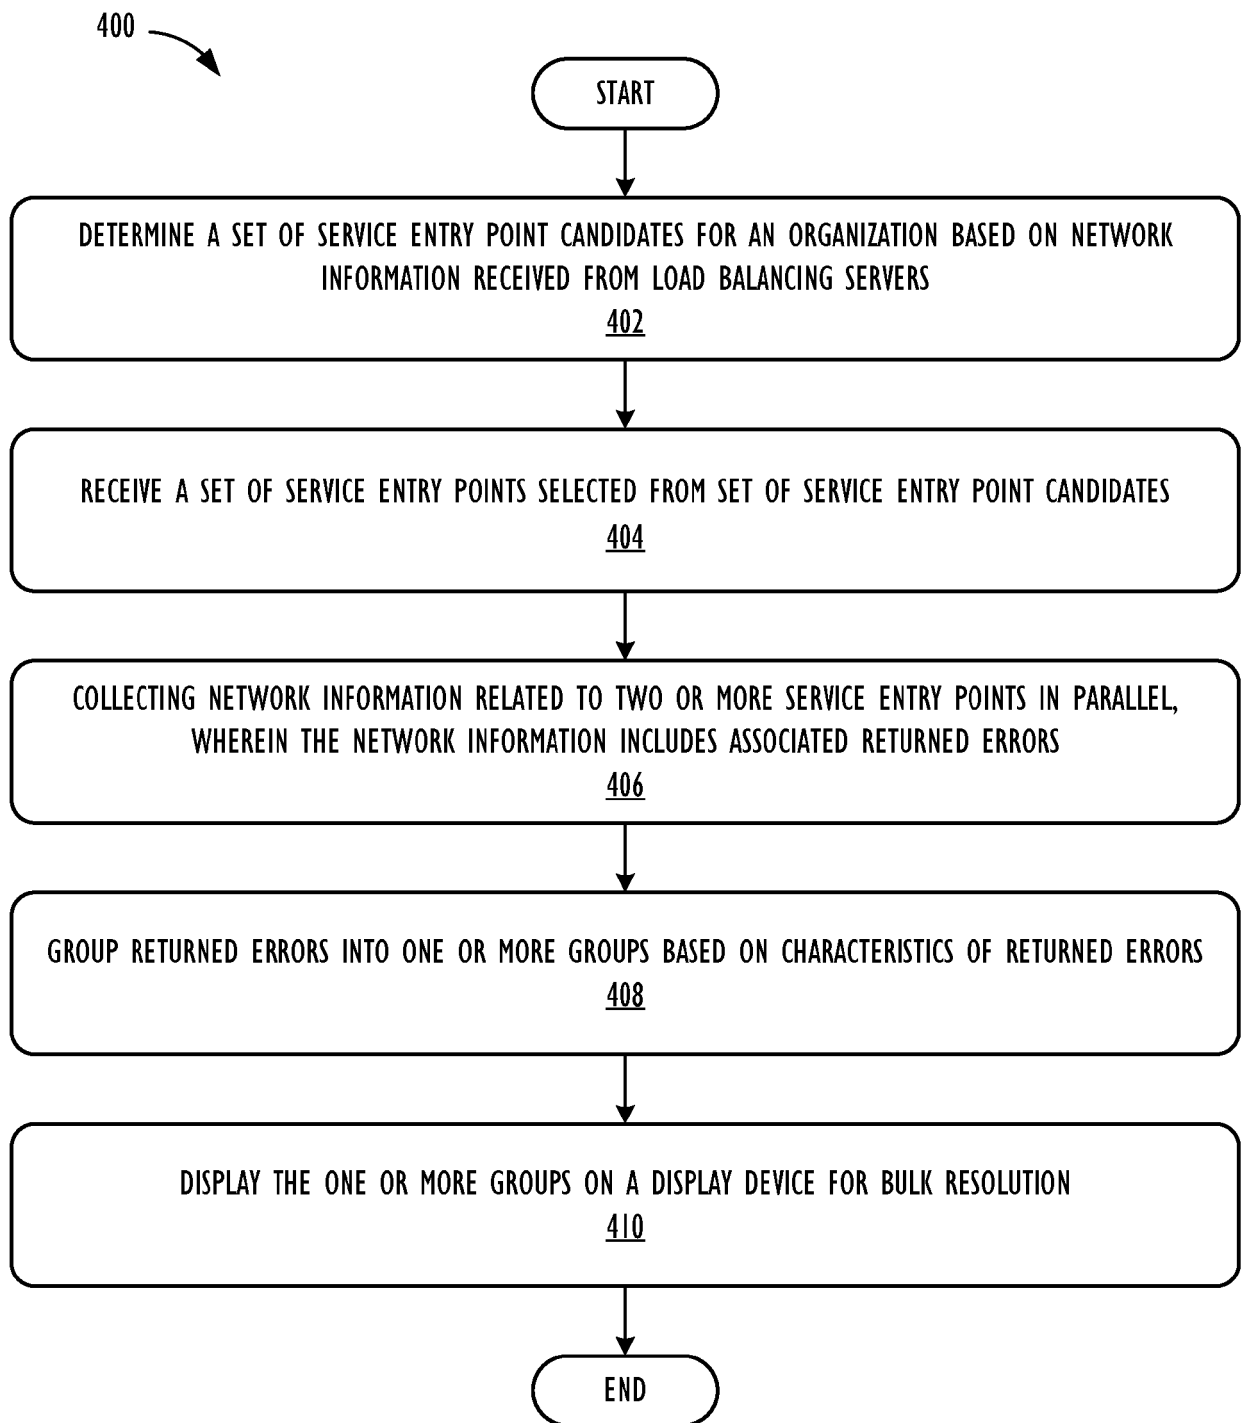 400
START
DETERMINE A SET OF SERVICE ENTRY POINT CANDIDATES FOR AN ORGANIZATION BASED ON NETWORK
INFORMATION RECEIVED FROM LOAD BALANCING SERVERS
402
RECEIVE A SET OF SERVICE ENTRY POINTS SELECTED FROM SET OF SERVICE ENTRY POINT CANDIDATES
404
COLLECTING NETWORK INFORMATION RELATED TO TWO OR MORE SERVICE ENTRY POINTS IN PARALLEL,
WHEREIN THE NETWORK INFORMATION INCLUDES ASSOCIATED RETURNED ERRORS
406
GROUP RETURNED ERRORS INTO ONE OR MORE GROUPS BASED ON CHARACTERISTICS OF RETURNED ERRORS
408
DISPLAY THE ONE OR MORE GROUPS ON A DISPLAY DEVICE FOR BULK RESOLUTION
410
END